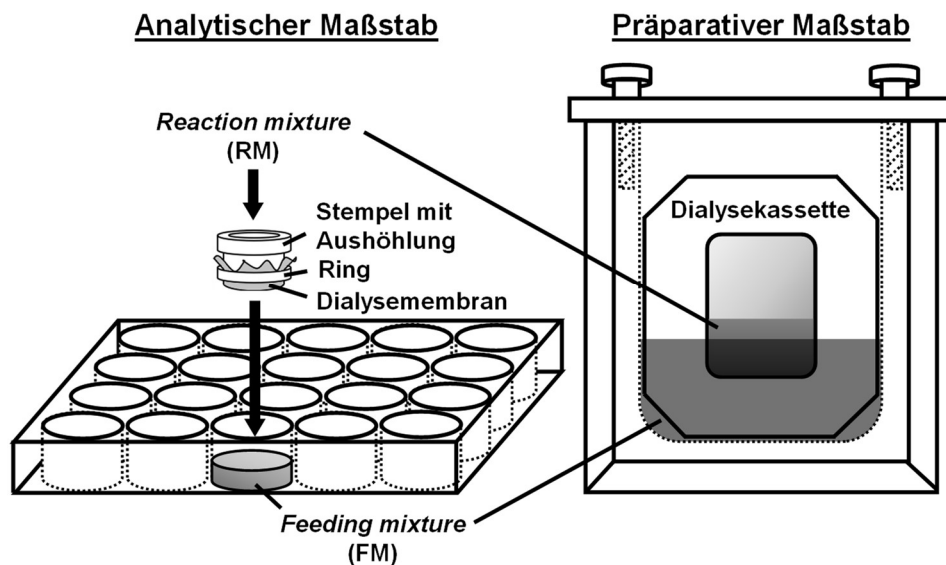 Analytischer Maßstab
Präparativer Maßstab
Reaction mixture
(RM)
Stempel mit
Aushöhlung
Ring
Dialysemembran
Dialysekassette
Feeding mixture
(FM)